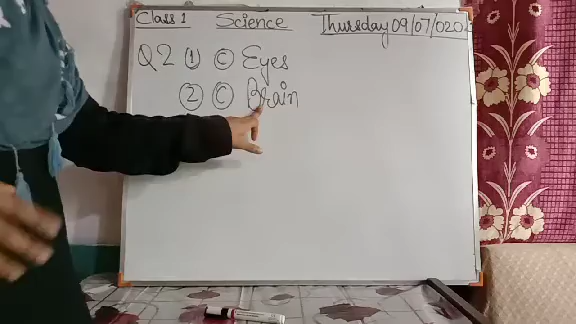 Class 1 Science Thursday 09/07/020
Q2 ① ⓒ Eyes
② ⓒ Brain